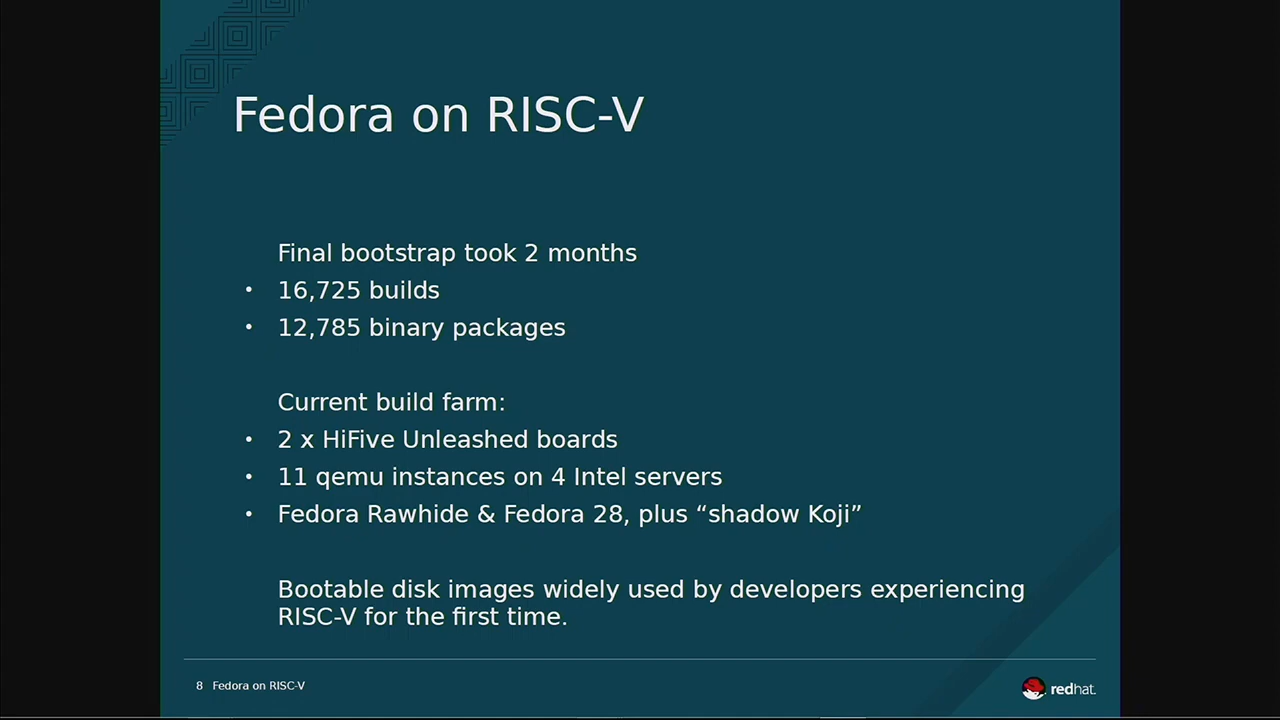 Fedora on RISC-V
Final bootstrap took 2 months
• 16,725 builds
• 12,785 binary packages
Current build farm:
• 2 x HiFive Unleashed boards
• 11 qemu instances on 4 Intel servers
• Fedora Rawhide & Fedora 28, plus “shadow Koji”
Bootable disk images widely used by developers experiencing
RISC-V for the first time.
8 Fedora on RISC-V
redhat.